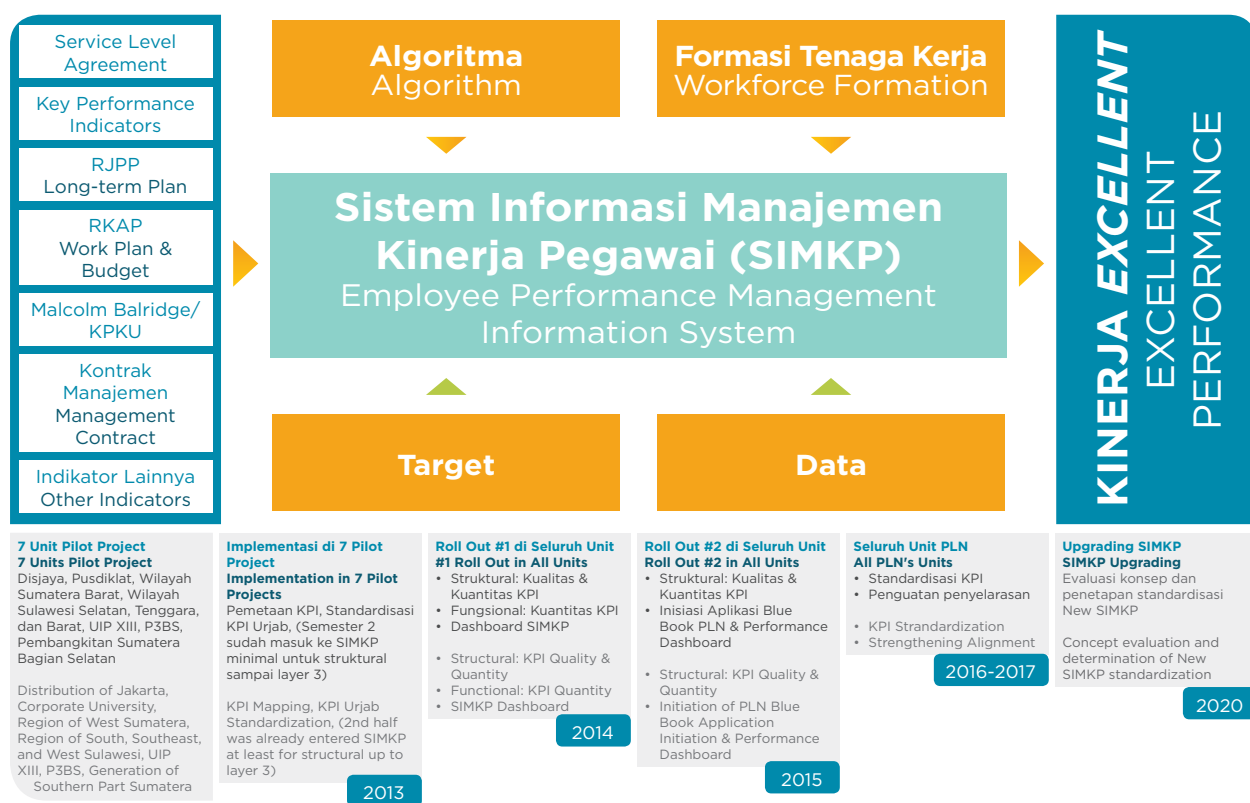 Service Level
Agreement
Key Performance
Indicators
RJPP
Long-term Plan
RKAP
Work Plan &
Budget
Malcolm Balridge/
KPKU
Kontrak
Manajemen
Management
Contract
Indikator Lainnya
Other Indicators
Algoritma
Algorithm
Formasi Tenaga Kerja
Workforce Formation
Sistem Informasi Manajemen
Kinerja Pegawai (SIMKP)
Employee Performance Management
Information System
Target
Data
KINERJA EXCELLENT
EXCELLENT
PERFORMANCE
7 Unit Pilot Project
7 Units Pilot Project
Disjaya, Pusdiklat, Wilayah
Sumatera Barat, Wilayah
Sulawesi Selatan, Tenggara,
dan Barat, UIP XIII, P3BS,
Pembangkitan Sumatera
Bagian Selatan
Distribution of Jakarta,
Corporate University,
Region of West Sumatera,
Region of South, Southeast,
and West Sulawesi, UIP
XIII, P3BS, Generation of
Southern Part Sumatera
Implementasi di 7 Pilot
Project
Implementation in 7 Pilot
Projects
Pemetaan KPI, Standardisasi
KPI Urjab, (Semester 2
sudah masuk ke SIMKP
minimal untuk struktural
sampai layer 3)
KPI Mapping, KPI Urjab
Standardization, (2nd half
was already entered SIMKP
at least for structural up to
layer 3)
2013
Roll Out #1 di Seluruh Unit
#1 Roll Out in All Units
• Struktural: Kualitas &
Kuantitas KPI
• Fungsional: Kuantitas KPI
• Dashboard SIMKP
• Structural: KPI Quality &
Quantity
• Functional: KPI Quantity
• SIMKP Dashboard
2014
Roll Out #2 di Seluruh Unit
Roll Out #2 in All Units
• Struktural: Kualitas &
Kuantitas KPI
• Inisiasi Aplikasi Blue
Book PLN & Performance
Dashboard
• Structural: KPI Quality &
Quantity
• Initiation of PLN Blue
Book Application
Initiation & Performance
Dashboard
2015
Seluruh Unit PLN
All PLN's Units
• Standardisasi KPI
• Penguatan penyelarasan
• KPI Strandardization
• Strengthening Alignment
2016-2017
Upgrading SIMKP
SIMKP Upgrading
Evaluasi konsep dan
penetapan standardisasi
New SIMKP
Concept evaluation and
determination of New
SIMKP standardization
2020